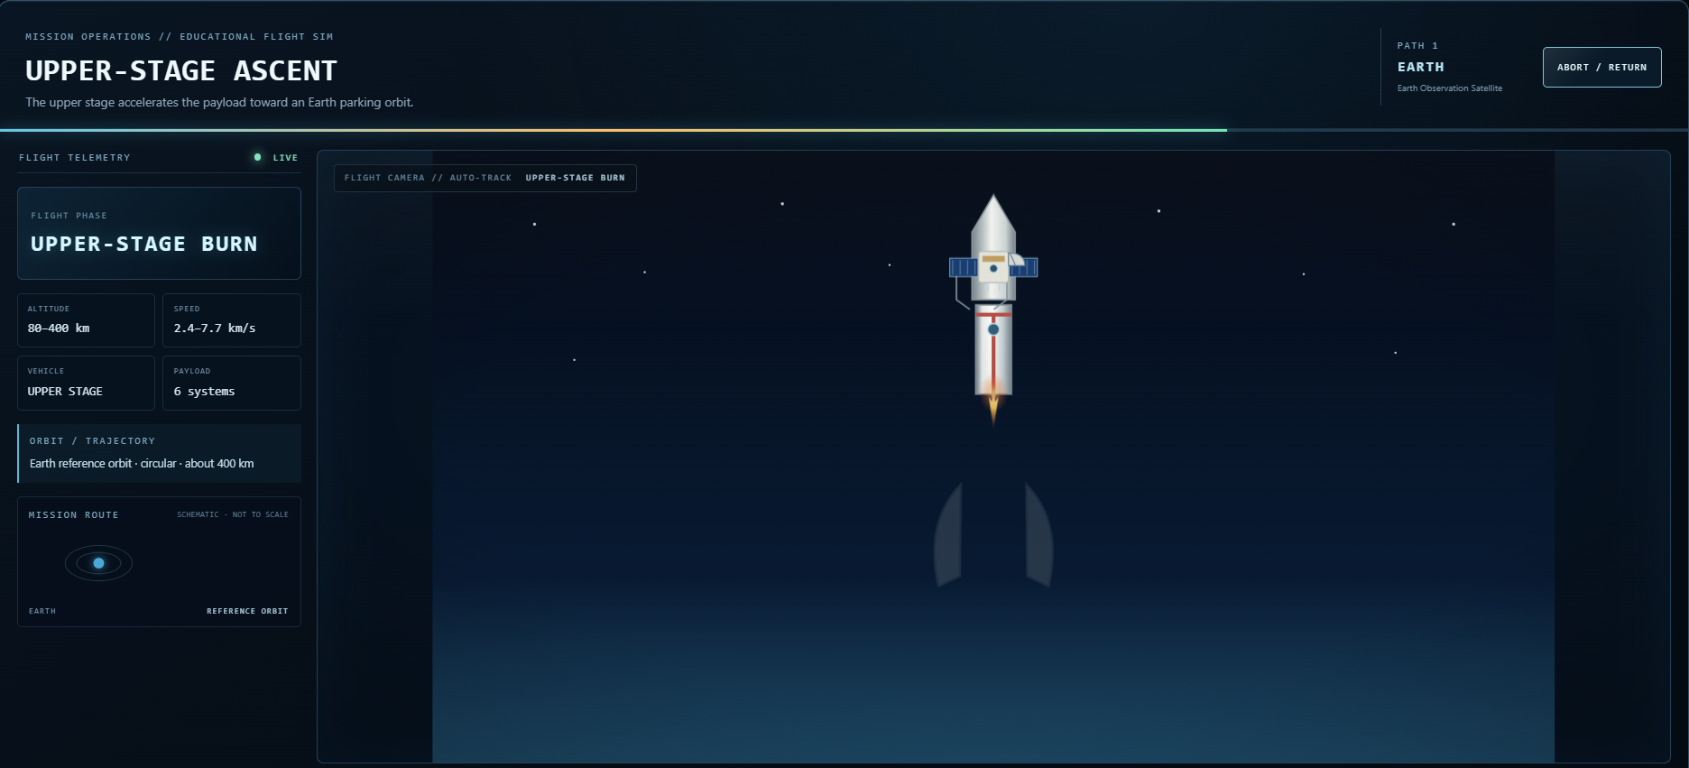 MISSION OPERATIONS // EDUCATIONAL FLIGHT SIM
UPPER-STAGE ASCENT
The upper stage accelerates the payload toward an Earth parking orbit.
PATH 1
EARTH
Earth Observation Satellite
ABORT / RETURN
FLIGHT TELEMETRY
LIVE
FLIGHT PHASE
UPPER-STAGE BURN
ALTITUDE
80–400 km
SPEED
2.4–7.7 km/s
VEHICLE
UPPER STAGE
PAYLOAD
6 systems
ORBIT / TRAJECTORY
Earth reference orbit · circular · about 400 km
MISSION ROUTE
SCHEMATIC · NOT TO SCALE
EARTH
REFERENCE ORBIT
FLIGHT CAMERA // AUTO-TRACK UPPER-STAGE BURN